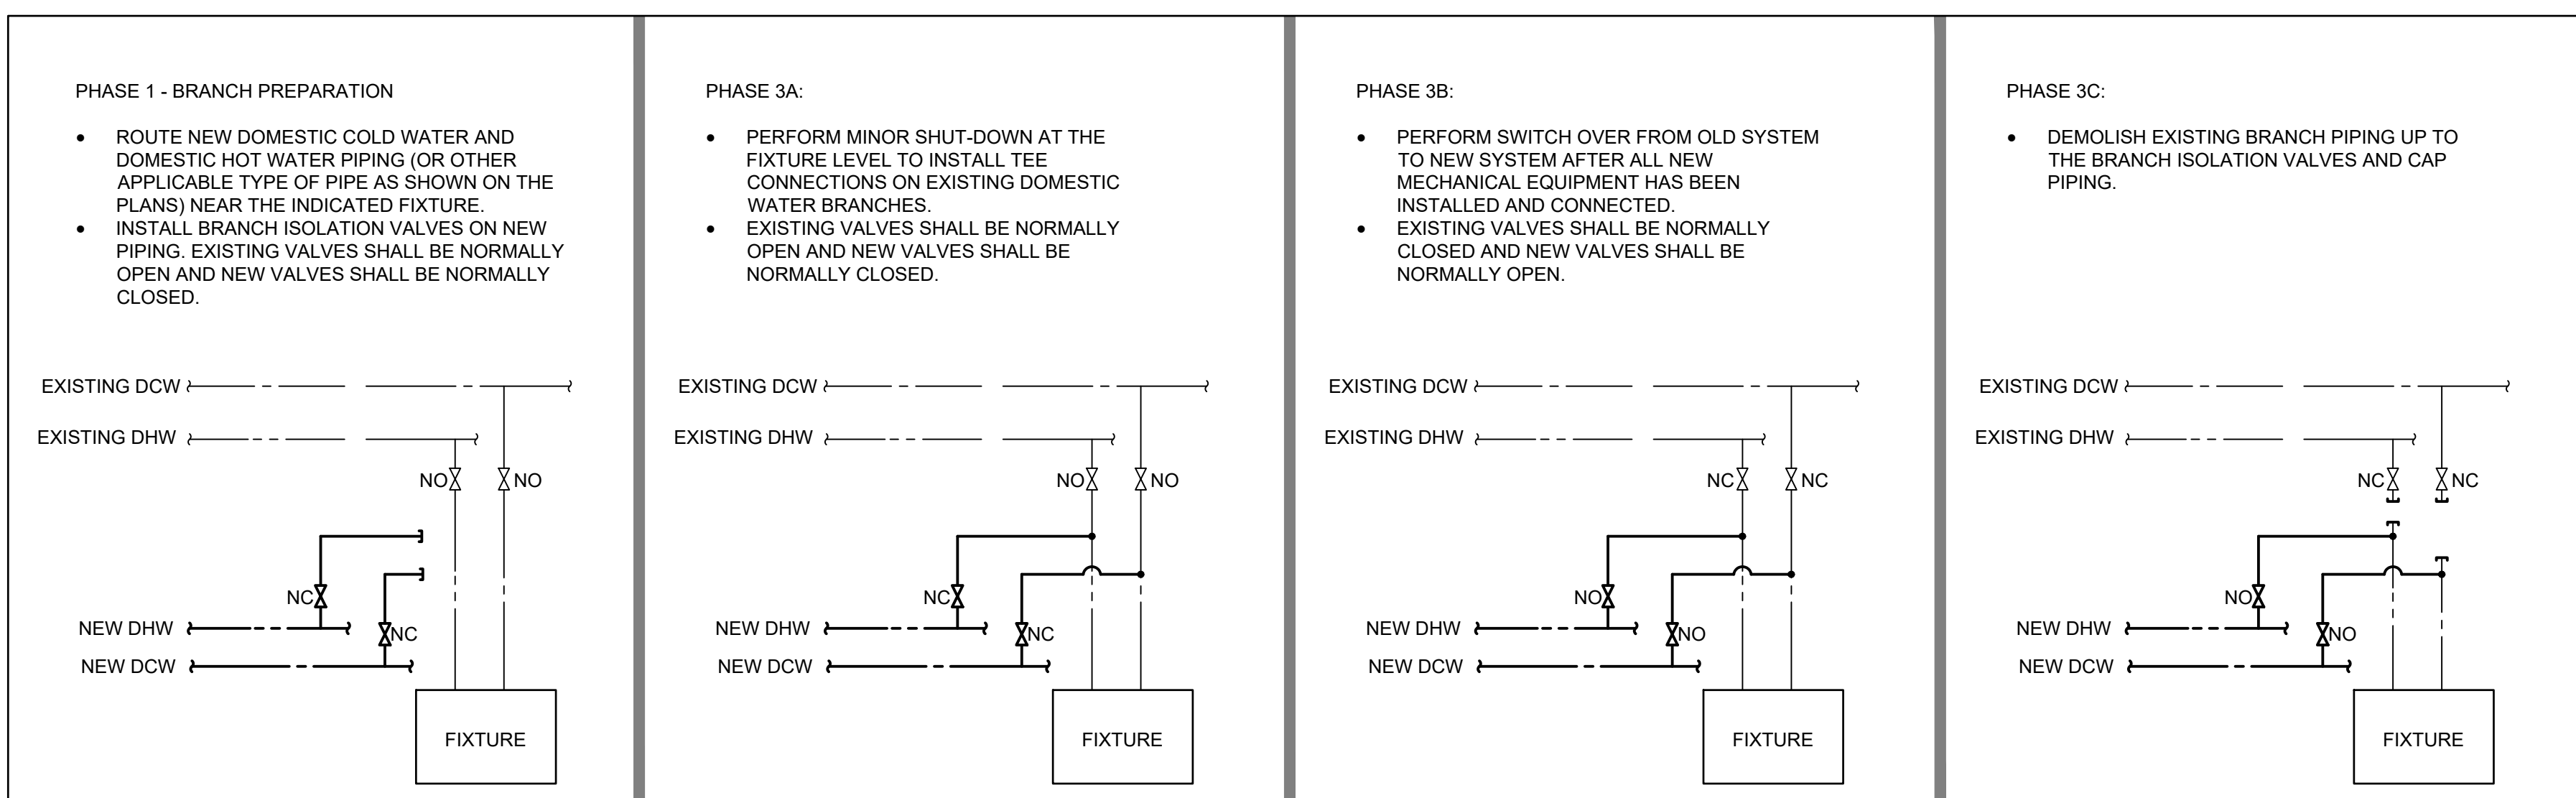 PHASE 1 - BRANCH PREPARATION
• ROUTE NEW DOMESTIC COLD WATER AND
DOMESTIC HOT WATER PIPING (OR OTHER
APPLICABLE TYPE OF PIPE AS SHOWN ON THE
PLANS) NEAR THE INDICATED FIXTURE.
• INSTALL BRANCH ISOLATION VALVES ON NEW
PIPING. EXISTING VALVES SHALL BE NORMALLY
OPEN AND NEW VALVES SHALL BE NORMALLY
CLOSED.
EXISTING DCW
EXISTING DHW
NO
NO
NC
NEW DHW
NC
NEW DCW
FIXTURE
PHASE 3A:
• PERFORM MINOR SHUT-DOWN AT THE
FIXTURE LEVEL TO INSTALL TEE
CONNECTIONS ON EXISTING DOMESTIC
WATER BRANCHES.
• EXISTING VALVES SHALL BE NORMALLY
OPEN AND NEW VALVES SHALL BE
NORMALLY CLOSED.
EXISTING DCW
EXISTING DHW
NO
NO
NC
NEW DHW
NC
NEW DCW
FIXTURE
PHASE 3B:
• PERFORM SWITCH OVER FROM OLD SYSTEM
TO NEW SYSTEM AFTER ALL NEW
MECHANICAL EQUIPMENT HAS BEEN
INSTALLED AND CONNECTED.
• EXISTING VALVES SHALL BE NORMALLY
CLOSED AND NEW VALVES SHALL BE
NORMALLY OPEN.
EXISTING DCW
EXISTING DHW
NC
NC
NO
NEW DHW
NO
NEW DCW
FIXTURE
PHASE 3C:
• DEMOLISH EXISTING BRANCH PIPING UP TO
THE BRANCH ISOLATION VALVES AND CAP
PIPING.
EXISTING DCW
EXISTING DHW
NC
NC
NO
NEW DHW
NO
NEW DCW
FIXTURE